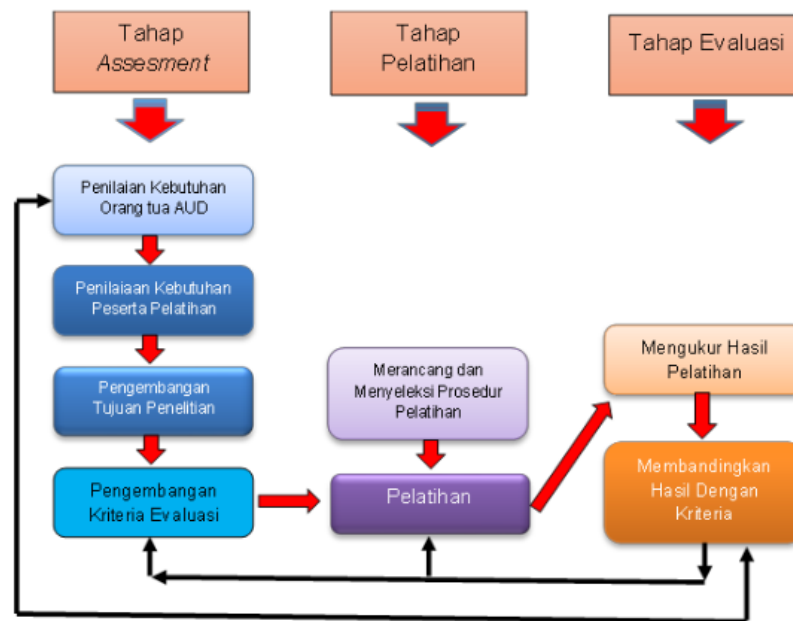 Tahap
Assesment
Tahap
Pelatihan
Tahap Evaluasi
Penilaian Kebutuhan
Orang tua AUD
Penilaiaan Kebutuhan
Peserta Pelatihan
Pengembangan
Tujuan Penelitian
Pengembangan
Kriteria Evaluasi
Merancang dan
Menyeleksi Prosedur
Pelatihan
Pelatihan
Mengukur Hasil
Pelatihan
Membandingkan
Hasil Dengan
Kriteria